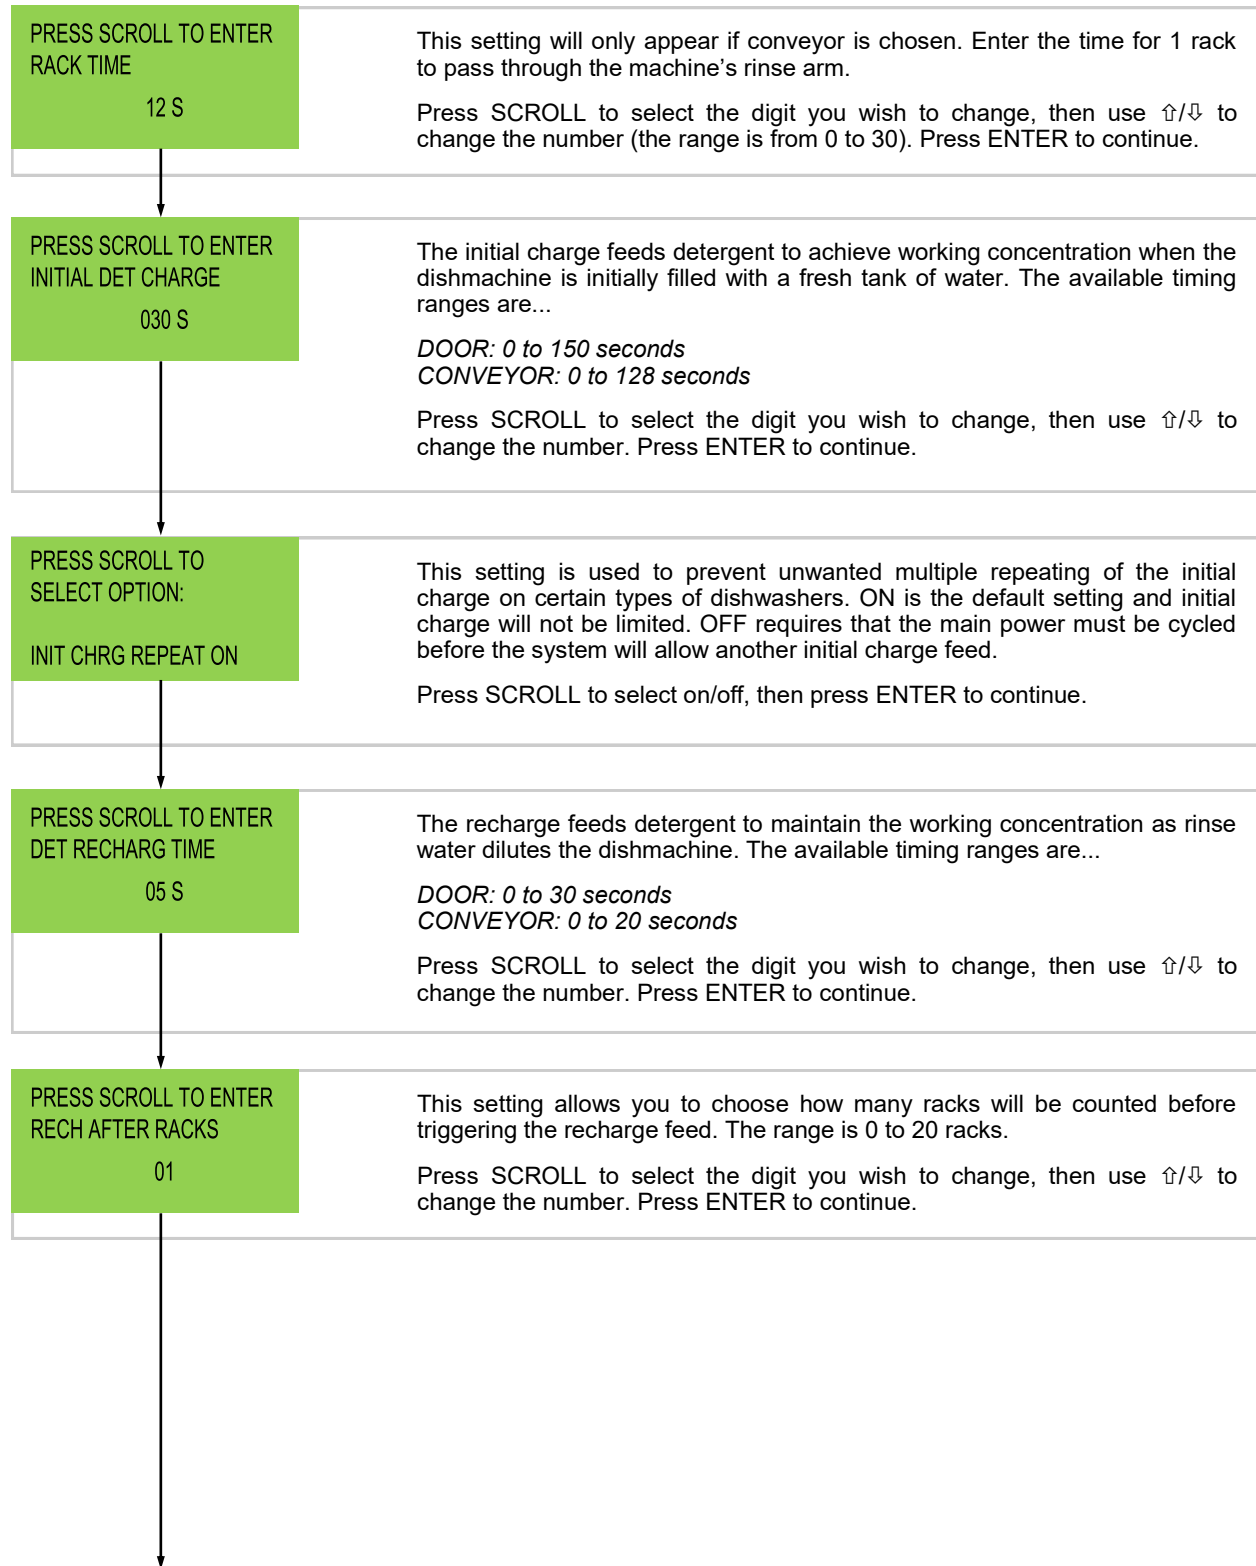 PRESS SCROLL TO ENTER
RACK TIME
12 S
This setting will only appear if conveyor is chosen. Enter the time for 1 rack
to pass through the machine’s rinse arm.
Press SCROLL to select the digit you wish to change, then use ⇧/⇩ to
change the number (the range is from 0 to 30). Press ENTER to continue.
PRESS SCROLL TO ENTER
INITIAL DET CHARGE
030 S
The initial charge feeds detergent to achieve working concentration when the
dishmachine is initially filled with a fresh tank of water. The available timing
ranges are...
DOOR: 0 to 150 seconds
CONVEYOR: 0 to 128 seconds
Press SCROLL to select the digit you wish to change, then use ⇧/⇩ to
change the number. Press ENTER to continue.
PRESS SCROLL TO
SELECT OPTION:
INIT CHRG REPEAT ON
This setting is used to prevent unwanted multiple repeating of the initial
charge on certain types of dishwashers. ON is the default setting and initial
charge will not be limited. OFF requires that the main power must be cycled
before the system will allow another initial charge feed.
Press SCROLL to select on/off, then press ENTER to continue.
PRESS SCROLL TO ENTER
DET RECHARG TIME
05 S
The recharge feeds detergent to maintain the working concentration as rinse
water dilutes the dishmachine. The available timing ranges are...
DOOR: 0 to 30 seconds
CONVEYOR: 0 to 20 seconds
Press SCROLL to select the digit you wish to change, then use ⇧/⇩ to
change the number. Press ENTER to continue.
PRESS SCROLL TO ENTER
RECH AFTER RACKS
01
This setting allows you to choose how many racks will be counted before
triggering the recharge feed. The range is 0 to 20 racks.
Press SCROLL to select the digit you wish to change, then use ⇧/⇩ to
change the number. Press ENTER to continue.